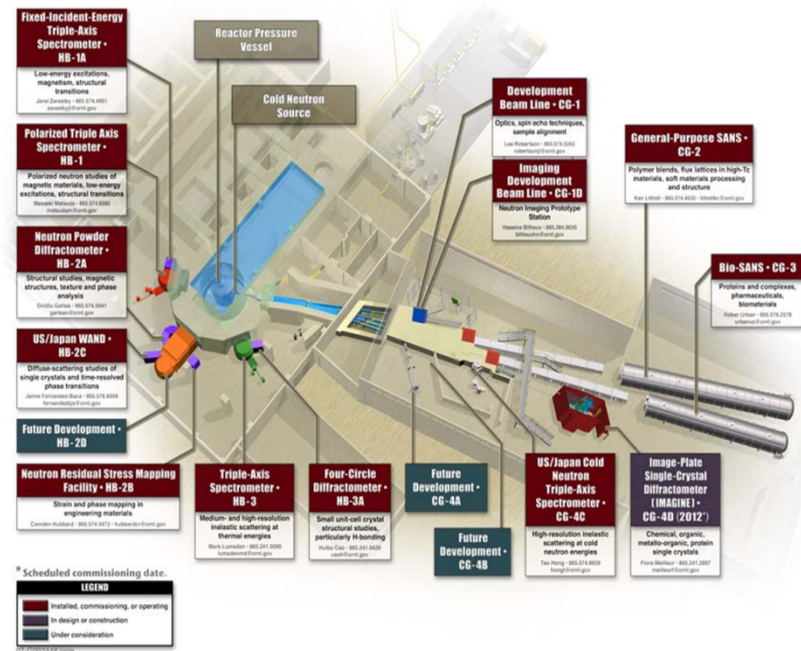 Fixed-Incident-Energy
Triple-Axis
Spectrometer •
HB-1A
Low-energy excitations,
magnetism, structural
transitions
Polarized Triple Axis
Spectrometer •
HB-1
Polarized neutron studies of
magnetic materials, low-energy
excitations, structural transitions
Neutron Powder
Diffractometer •
HB-2A
Structural studies, magnetic
structures, texture and phase
analysis
US/Japan WAND •
HB-2C
Diffuse-scattering studies of
single crystals and time-resolved
phase transitions
Future Development •
HB-2D
Neutron Residual Stress Mapping
Facility • HB-2B
Strain and phase mapping in
engineering materials
Reactor Pressure
Vessel
Cold Neutron
Source
Development
Beam Line • CG-1
Optics, spin echo techniques,
sample alignment
Imaging
Development
Beam Line • CG-1D
Neutron Imaging Prototype
Station
General-Purpose SANS •
CG-2
Polymer blends, flux lattices in high-Tc
materials, soft materials processing
and structure
Bio-SANS • CG-3
Proteins and complexes,
pharmaceuticals,
biomaterials
Triple-Axis
Spectrometer •
HB-3
Medium- and high-resolution
inelastic scattering at
thermal energies
Four-Circle
Diffractometer •
HB-3A
Small unit-cell crystal
structural studies,
particularly H-bonding
Future
Development •
CG-4A
Future
Development •
CG-4B
US/Japan Cold
Neutron
Triple-Axis
Spectrometer •
CG-4C
High-resolution inelastic
scattering at cold
neutron energies
Image-Plate
Single-Crystal
Diffractometer
(IMAGINE) •
CG-4D (2012*)
Chemical, organic,
metallo-organic, protein
single crystals
* Scheduled commissioning date.
LEGEND
Installed, commissioning, or operating
In design or construction
Under consideration